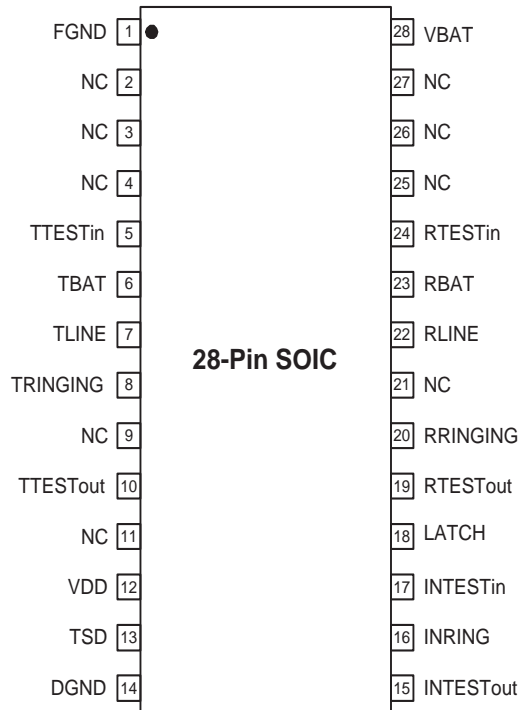 FGND 1 28 VBAT
NC 2 27 NC
NC 3 26 NC
NC 4 25 NC
TTESTin 5 24 RTESTin
TBAT 6 23 RBAT
TLINE 7 22 RLINE
28-Pin SOIC
TRINGING 8 21 NC
NC 9 20 RRINGING
TTESTout 10 19 RTESTout
NC 11 18 LATCH
VDD 12 17 INTESTin
TSD 13 16 INRING
DGND 14 15 INTESTout